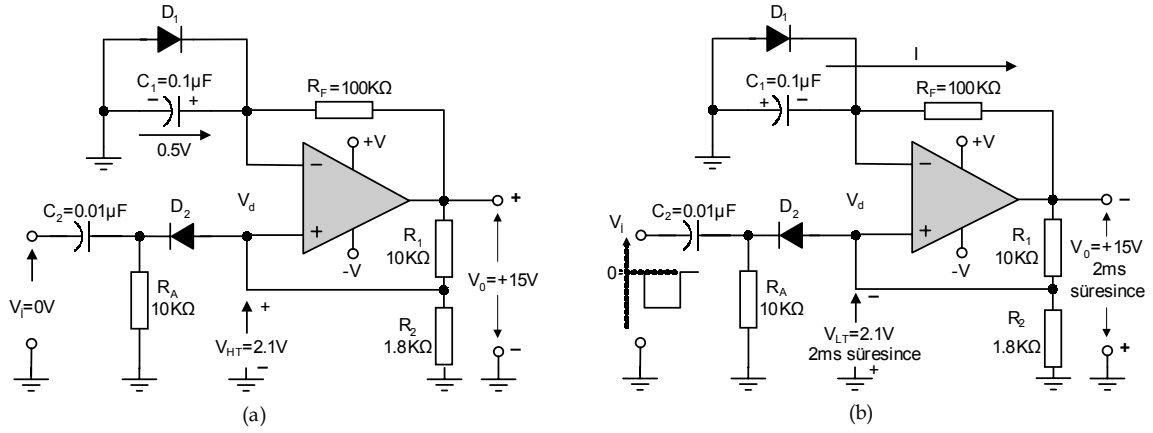 D1
C1=0.1µF
− +
0.5V
RF=100KΩ
+V
−
Vd
+
-V
C2=0.01µF
D2
+
R1
10KΩ
V0=+15V
RA
10KΩ
Vi=0V
+
VHT=2.1V
−
R2
1.8KΩ
−
(a)
D1
I
C1=0.1µF
+ −
RF=100KΩ
+V
−
Vd
+
-V
Vi
0
C2=0.01µF
D2
−
R1
10KΩ
V0=+15V
2ms
süresince
RA
10KΩ
−
VLT=2.1V
2ms süresince
+
R2
1.8KΩ
+
(b)